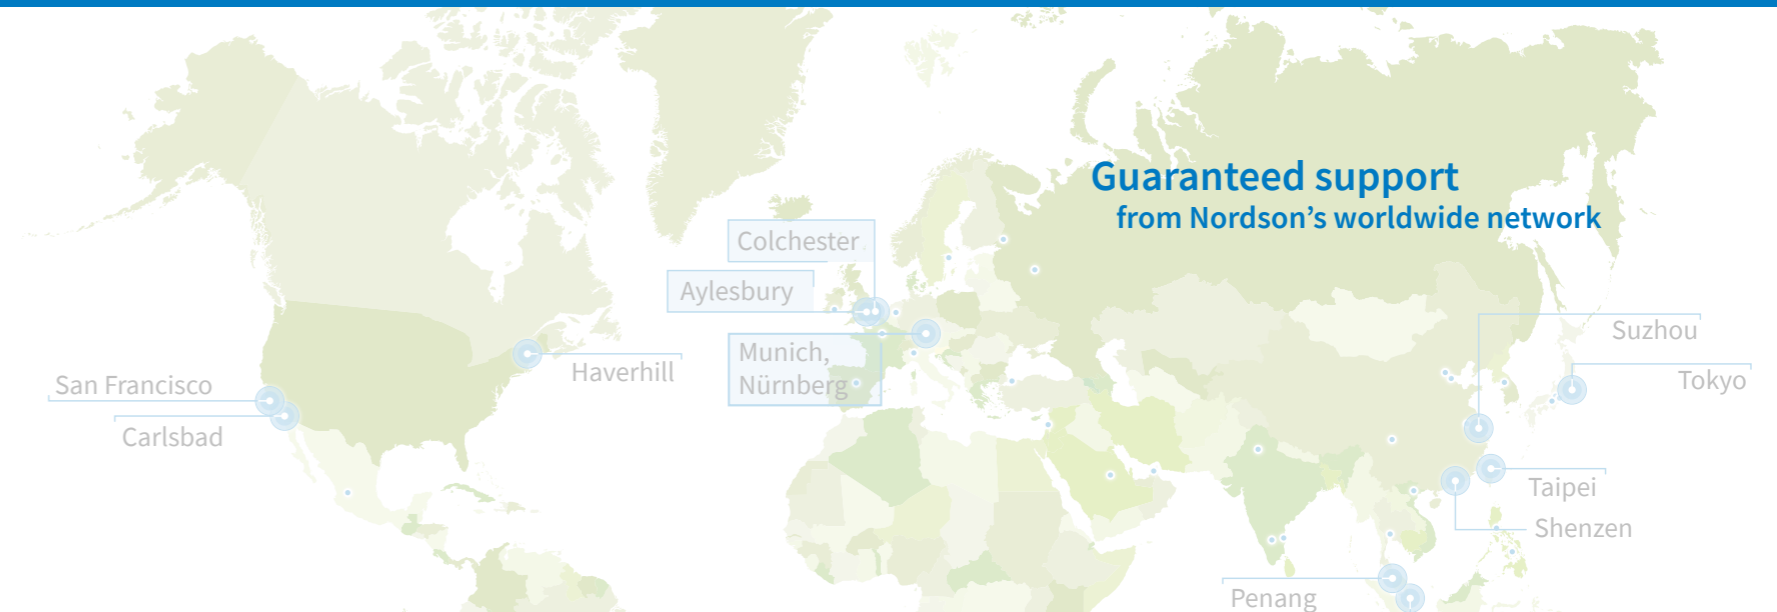 Guaranteed support
from Nordson's worldwide network
Colchester
Aylesbury
Munich,
Nürnberg
Haverhill
San Francisco
Carlsbad
Suzhou
Tokyo
Taipei
Shenzen
Penang